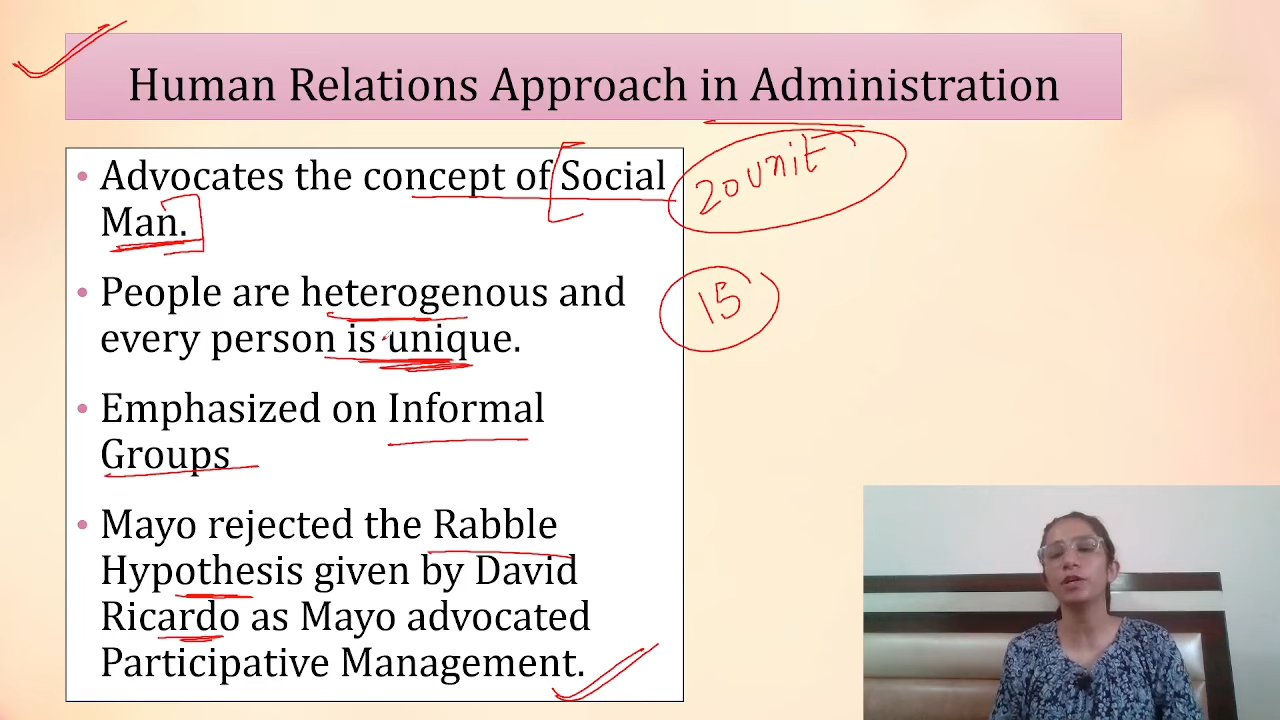 Human Relations Approach in Administration
• Advocates the concept of Social
Man.
20 unit
• People are heterogenous and
every person is unique.
15
• Emphasized on Informal
Groups
• Mayo rejected the Rabble
Hypothesis given by David
Ricardo as Mayo advocated
Participative Management.